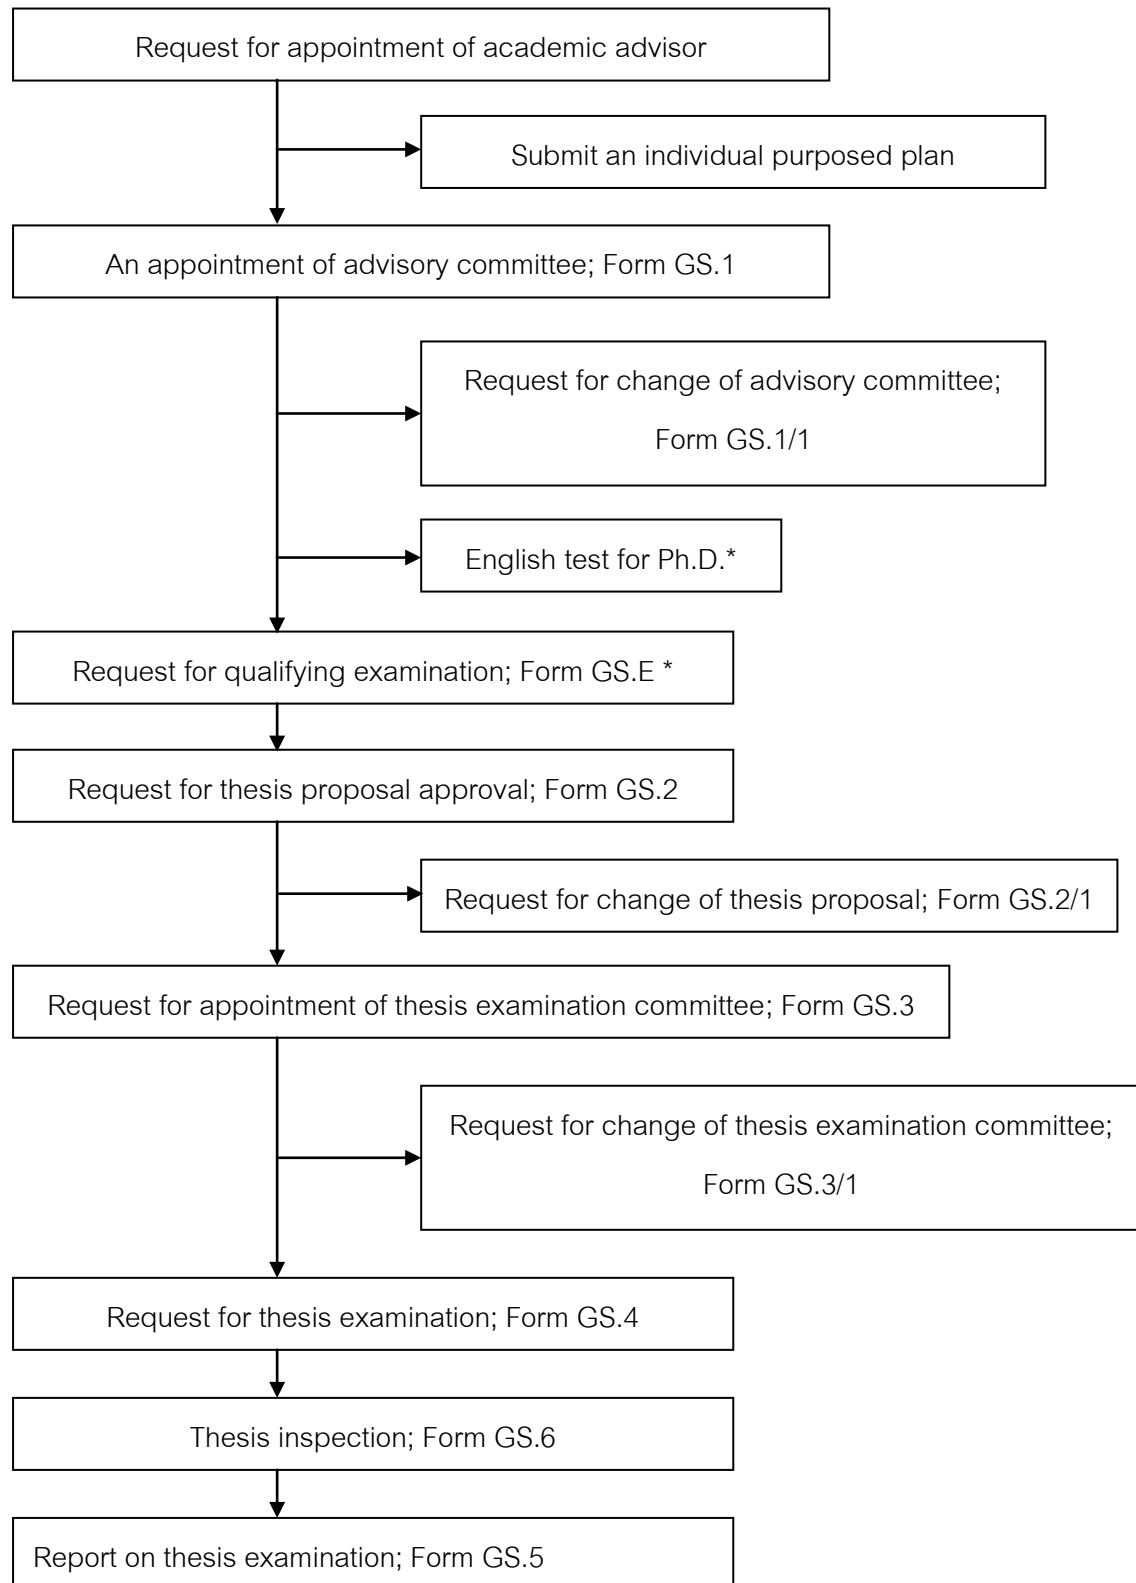 Request for appointment of academic advisor
Submit an individual purposed plan
An appointment of advisory committee; Form GS.1
Request for change of advisory committee;
Form GS.1/1
English test for Ph.D.*
Request for qualifying examination; Form GS.E *
Request for thesis proposal approval; Form GS.2
Request for change of thesis proposal; Form GS.2/1
Request for appointment of thesis examination committee; Form GS.3
Request for change of thesis examination committee;
Form GS.3/1
Request for thesis examination; Form GS.4
Thesis inspection; Form GS.6
Report on thesis examination; Form GS.5